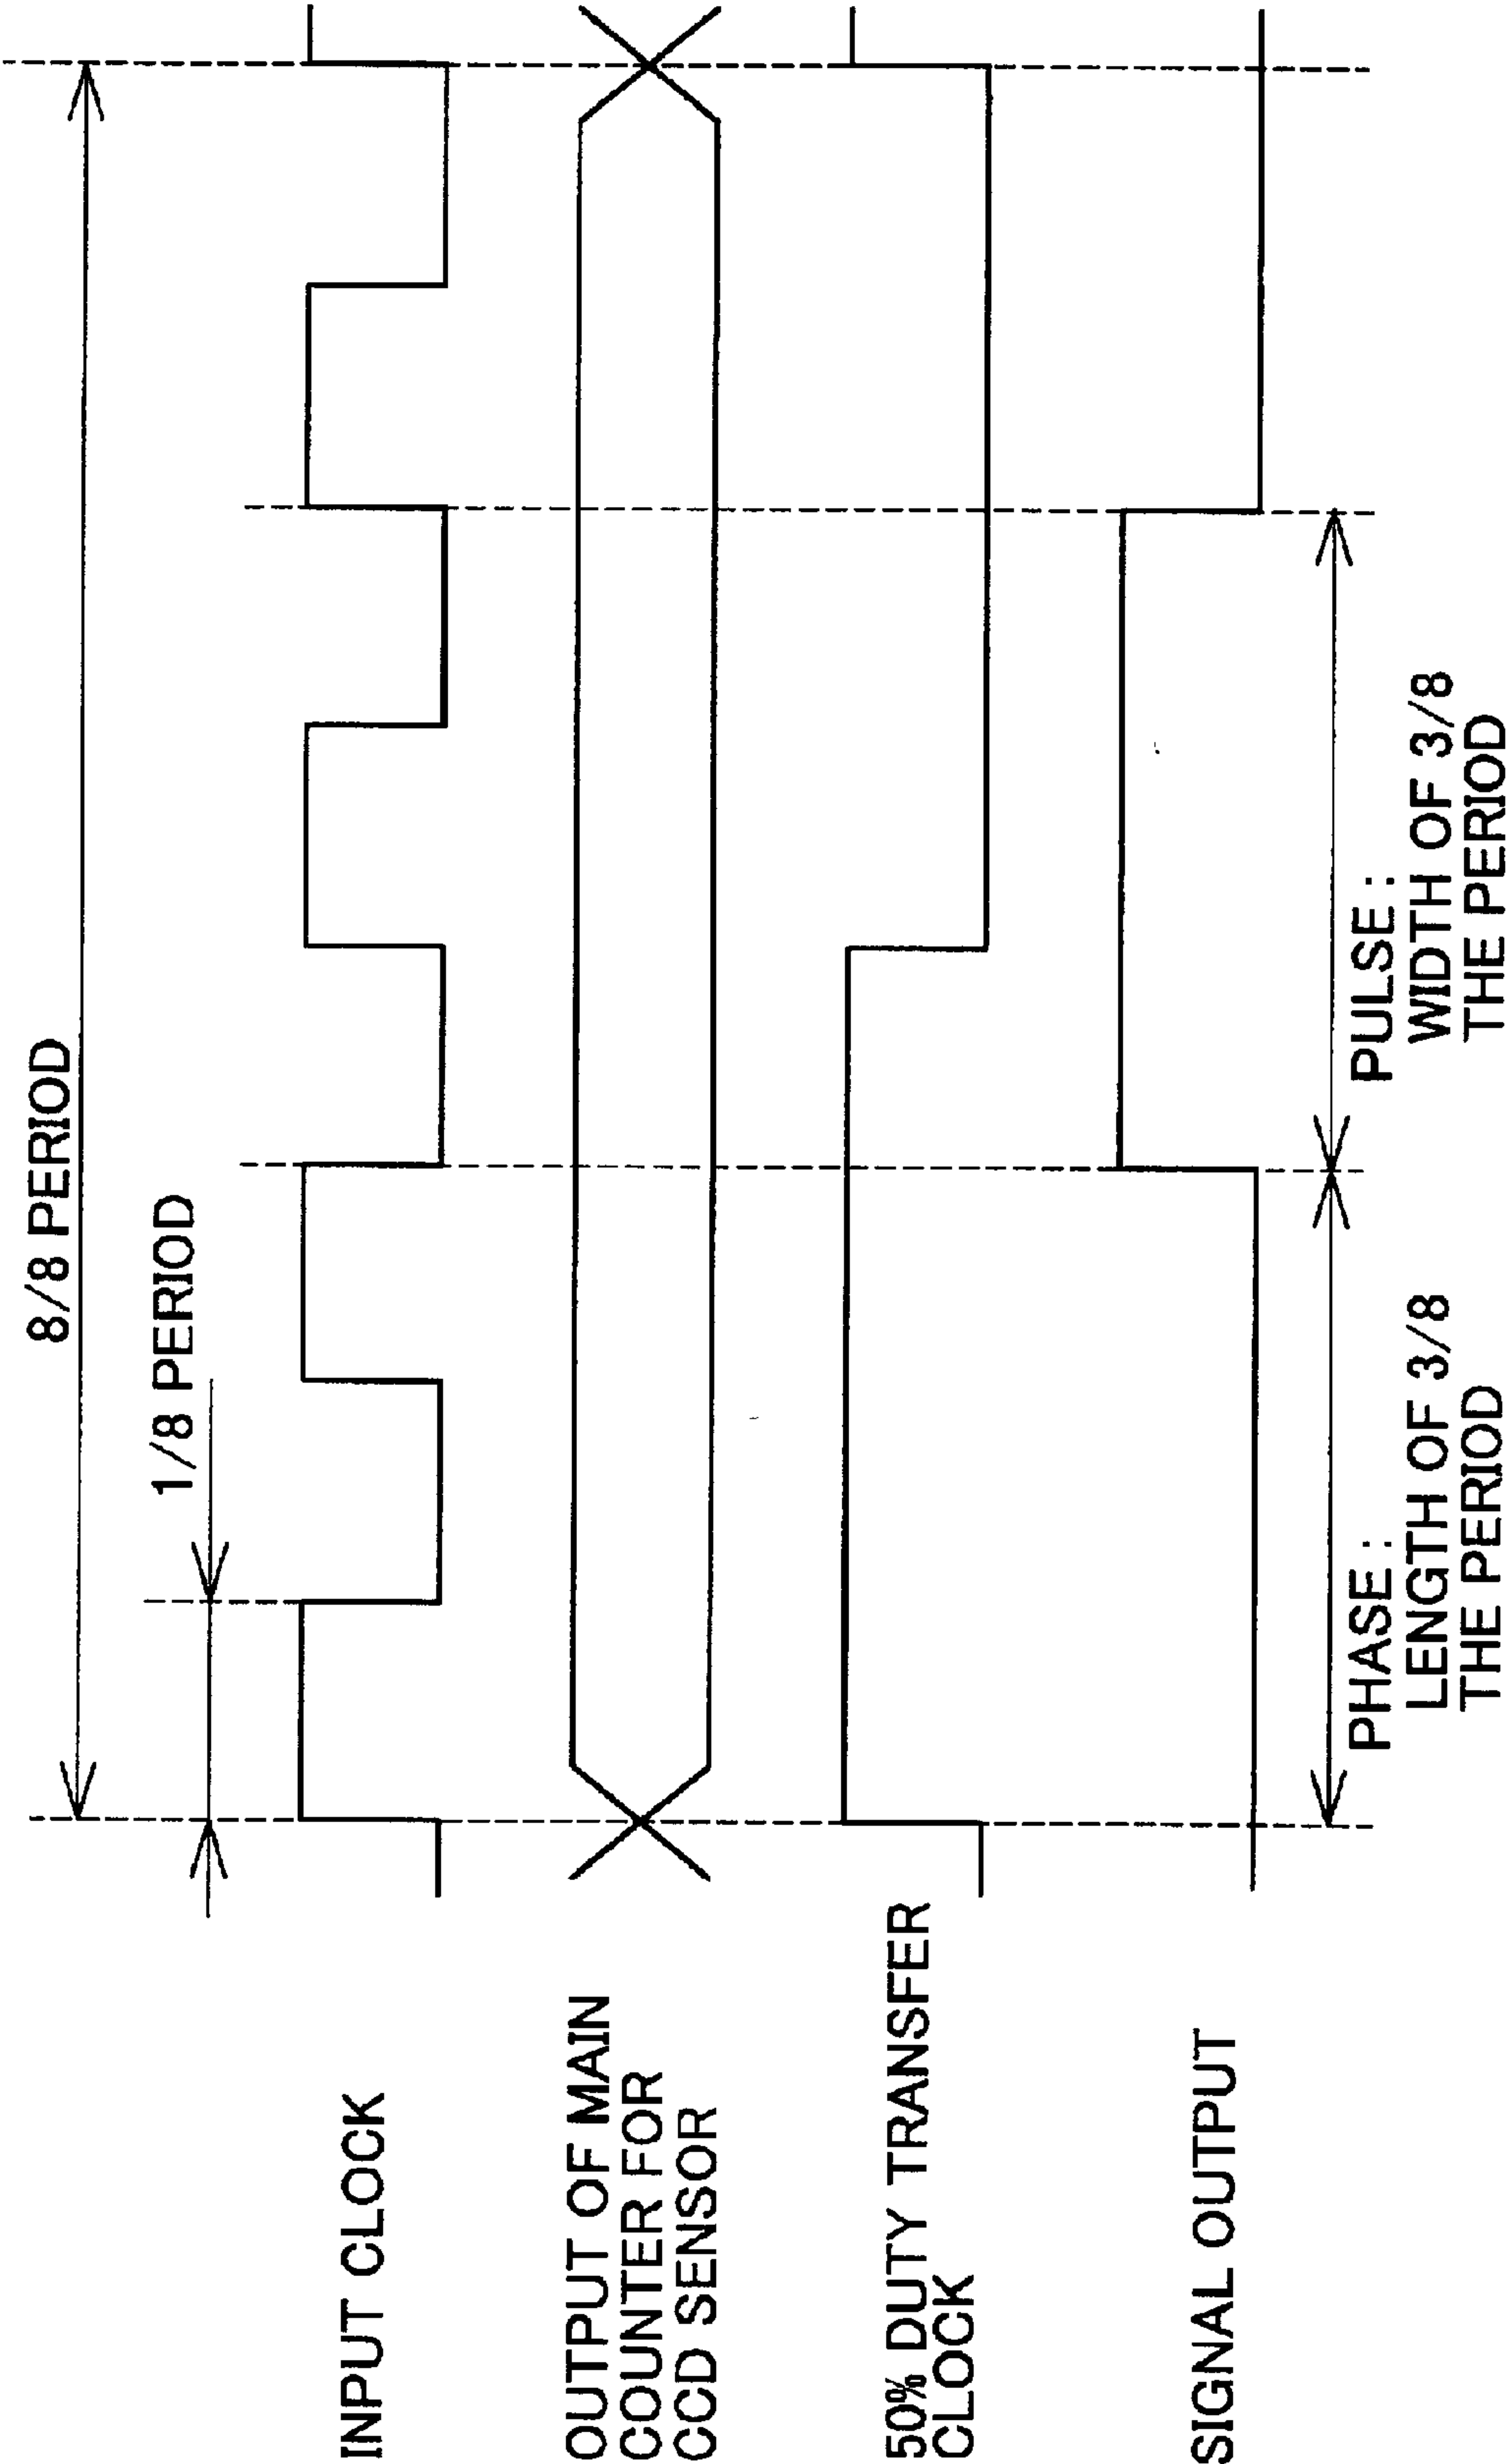 8/8 PERIOD
1/8 PERIOD
INPUT CLOCK
OUTPUT OF MAIN
COUNTER FOR
CCD SENSOR
50% DUTY TRANSFER
CLOCK
SIGNAL OUTPUT
PHASE :
LENGTH OF 3/8
THE PERIOD
PULSE :
WIDTH OF 3/8
THE PERIOD